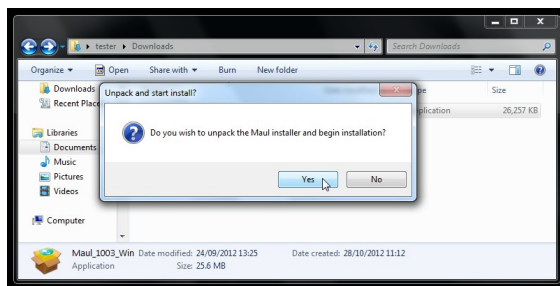 tester Downloads
Search Downloads
Organize Open Share with Burn New folder
Downloads
Recent Place
Size
pplication 26,257 KB
Unpack and start install?
Do you wish to unpack the Maul installer and begin installation?
Yes No
Libraries
Documents
Music
Pictures
Videos
Computer
Maul_1003_Win Date modified: 24/09/2012 13:25 Date created: 28/10/2012 11:12
Application Size: 25.6 MB